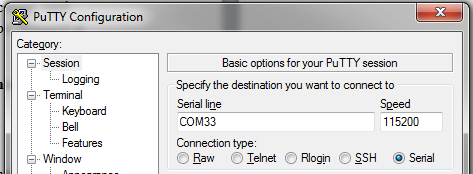 PuTTY Configuration
Category:
Session
Logging
Terminal
Keyboard
Bell
Features
Window
Basic options for your PuTTY session
Specify the destination you want to connect to
Serial line Speed
COM33 115200
Connection type:
Raw Telnet Rlogin SSH Serial